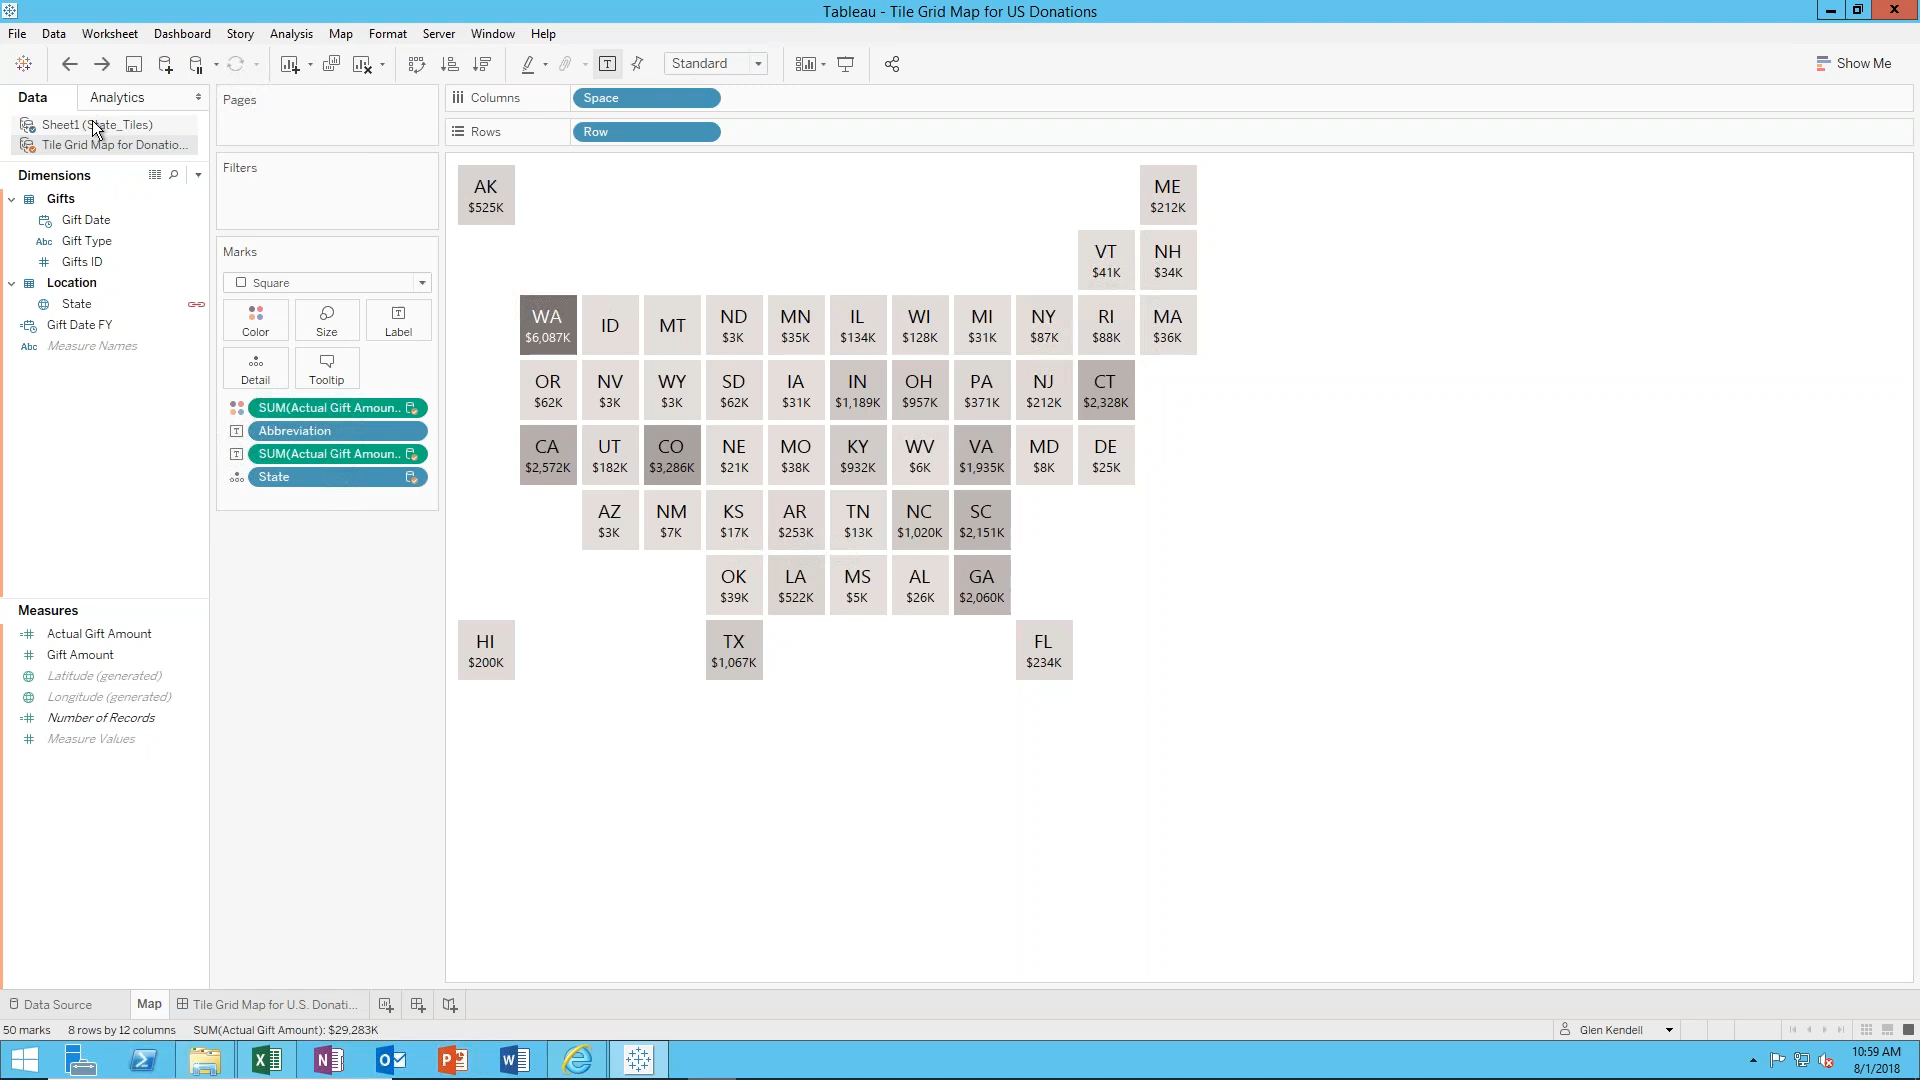 Tableau - Tile Grid Map for US Donations
File Data Worksheet Dashboard Story Analysis Map Format Server Window Help
Standard
Show Me
Data Analytics
Sheet1 (State_Tiles)
Tile Grid Map for Donatio...
Dimensions
Gifts
Gift Date
Abc Gift Type
Gifts ID
Location
State
Gift Date FY
Abc Measure Names
Measures
Actual Gift Amount
Gift Amount
Latitude (generated)
Longitude (generated)
Number of Records
Measure Values
Pages
Filters
Marks
Square
Color Size Label
Detail Tooltip
SUM(Actual Gift Amoun..
Abbreviation
SUM(Actual Gift Amoun..
State
Columns Space
Rows Row
AK ME
$525K $212K
VT NH
$41K $34K
WA ID MT ND MN IL WI MI NY RI MA
$6,087K $3K $35K $134K $128K $31K $87K $88K $36K
OR NV WY SD IA IN OH PA NJ CT
$62K $3K $3K $62K $31K $1,189K $957K $371K $212K $2,328K
CA UT CO NE MO KY WV VA MD DE
$2,572K $182K $3,286K $21K $38K $932K $6K $1,935K $8K $25K
AZ NM KS AR TN NC SC
$3K $7K $17K $253K $13K $1,020K $2,151K
OK LA MS AL GA
$39K $522K $5K $26K $2,060K
HI TX FL
$200K $1,067K $234K
Data Source Map Tile Grid Map for U.S. Donati...
50 marks 8 rows by 12 columns SUM(Actual Gift Amount): $29,283K
Glen Kendell
10:59 AM
8/1/2018